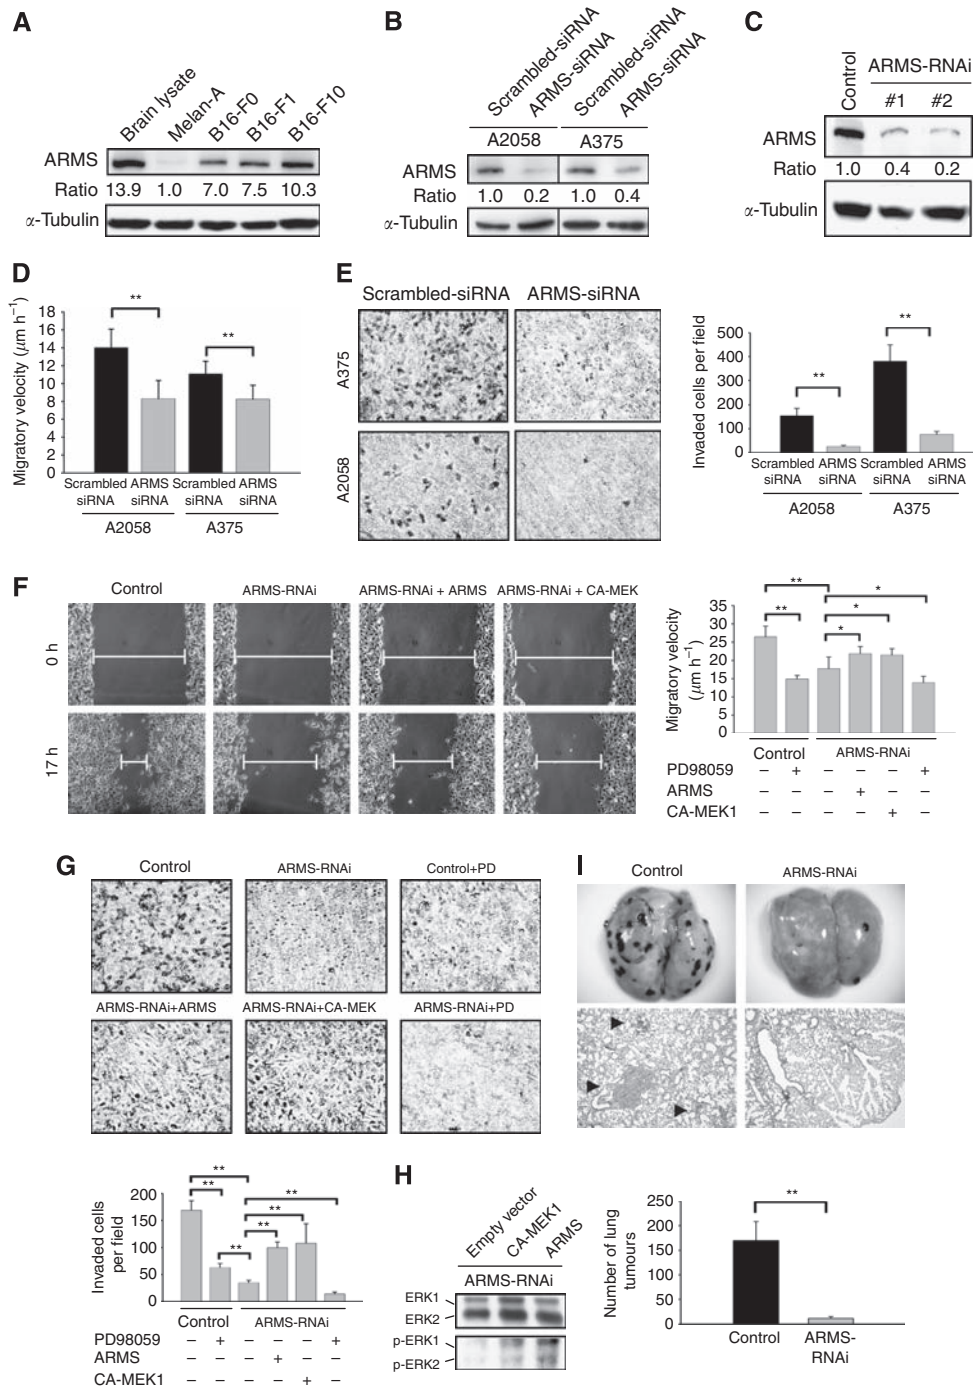 A
Brain lysate
Melan-A
B16-F0
B16-F1
B16-F10
ARMS
Ratio 13.9 1.0 7.0 7.5 10.3
α-Tubulin
B
Scrambled-siRNA
ARMS-siRNA
Scrambled-siRNA
ARMS-siRNA
A2058 A375
ARMS
Ratio 1.0 0.2 1.0 0.4
α-Tubulin
C
Control
ARMS-RNAi
#1 #2
ARMS
Ratio 1.0 0.4 0.2
α-Tubulin
D
Migratory velocity (μm h⁻¹)
18
16
14
12
10
8
6
4
2
0
** **
Scrambled siRNA
ARMS siRNA
Scrambled siRNA
ARMS siRNA
A2058 A375
E
Scrambled-siRNA ARMS-siRNA
A375
A2058
Invaded cells per field
500
400
300
200
100
0
** **
Scrambled siRNA
ARMS siRNA
Scrambled siRNA
ARMS siRNA
A2058 A375
F
Control ARMS-RNAi ARMS-RNAi + ARMS ARMS-RNAi + CA-MEK
0 h
17 h
Migratory velocity (μm h⁻¹)
35
30
25
20
15
10
5
0
** *
** * *
Control ARMS-RNAi
PD98059 – + – – – +
ARMS – – – + – –
CA-MEK1 – – – – + –
G
Control ARMS-RNAi Control+PD
ARMS-RNAi+ARMS ARMS-RNAi+CA-MEK ARMS-RNAi+PD
Invaded cells per field
200
150
100
50
0
**
** **
**
** **
Control ARMS-RNAi
PD98059 – + – – – +
ARMS – – – + – –
CA-MEK1 – – – – + –
H
Empty vector
CA-MEK1
ARMS
ARMS-RNAi
ERK1
ERK2
p-ERK1
p-ERK2
I
Control ARMS-RNAi
Number of lung tumours
250
200
150
100
50
0
**
Control ARMS-RNAi